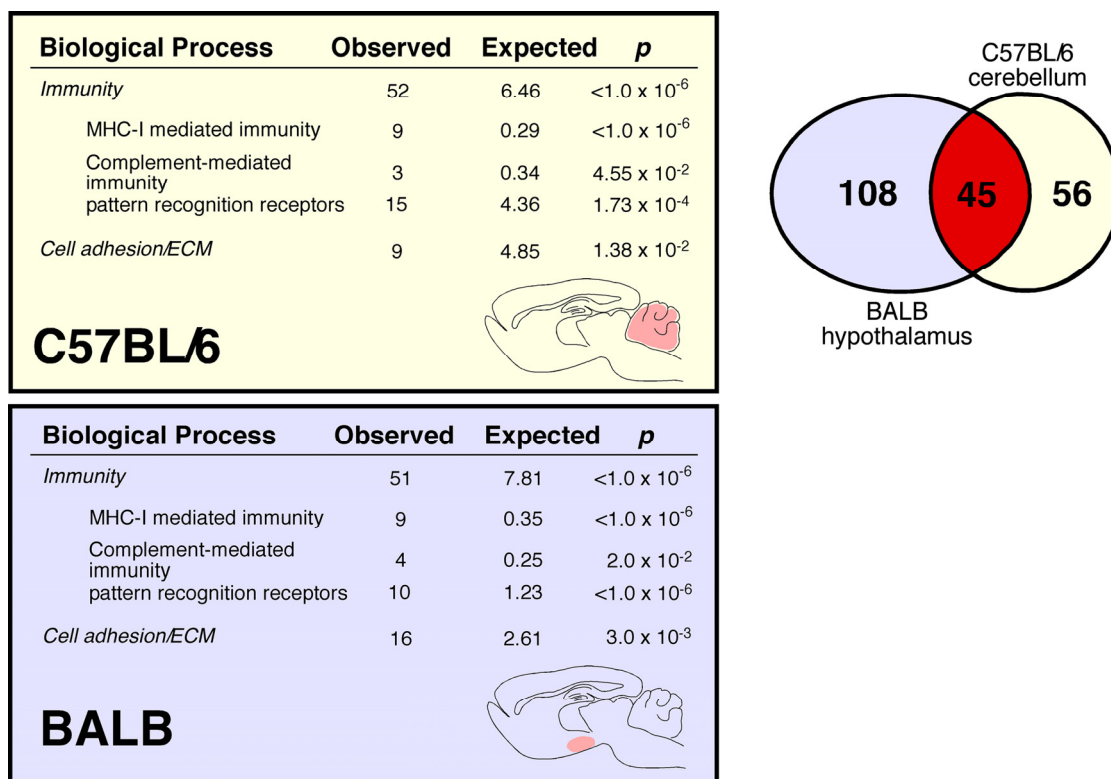 Biological Process Observed Expected p
Immunity 52 6.46 <1.0 x 10-6
MHC-I mediated immunity 9 0.29 <1.0 x 10-6
Complement-mediated
immunity 3 0.34 4.55 x 10-2
pattern recognition receptors 15 4.36 1.73 x 10-4
Cell adhesion/ECM 9 4.85 1.38 x 10-2
C57BL/6
C57BL/6
cerebellum
108 45 56
BALB
hypothalamus
Biological Process Observed Expected p
Immunity 51 7.81 <1.0 x 10-6
MHC-I mediated immunity 9 0.35 <1.0 x 10-6
Complement-mediated
immunity 4 0.25 2.0 x 10-2
pattern recognition receptors 10 1.23 <1.0 x 10-6
Cell adhesion/ECM 16 2.61 3.0 x 10-3
BALB